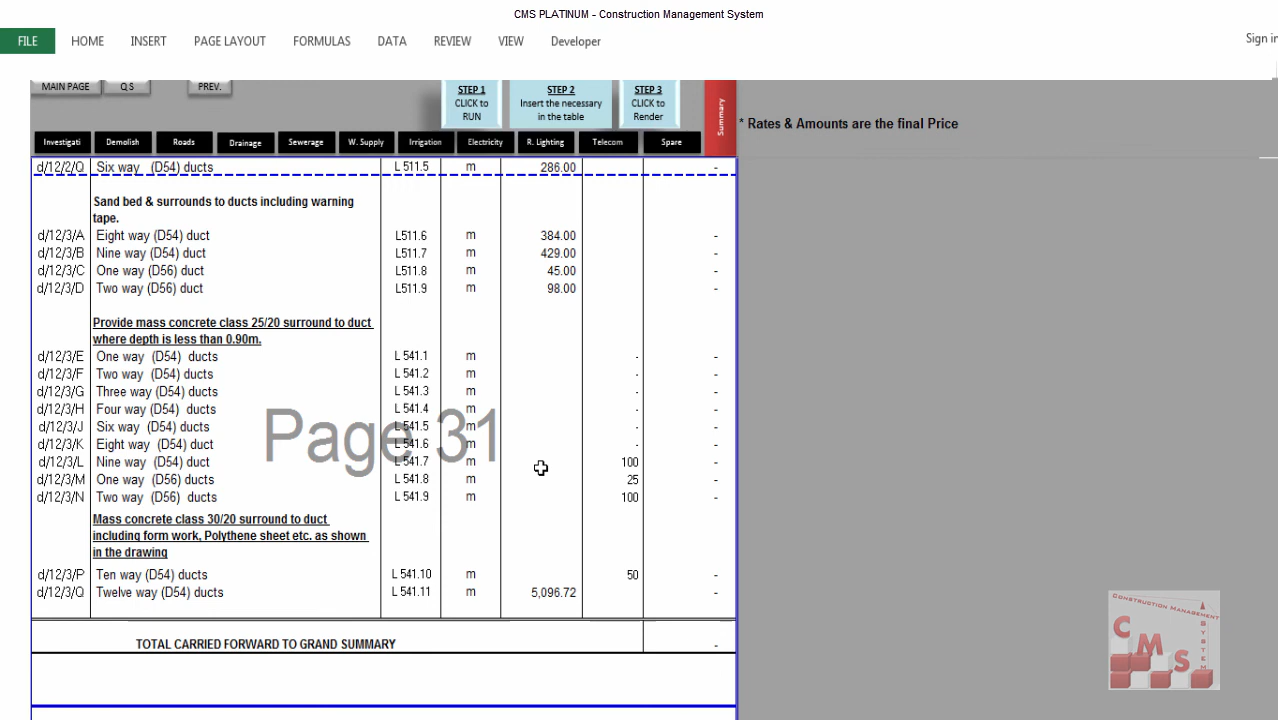 CMS PLATINUM - Construction Management System
FILE HOME INSERT PAGE LAYOUT FORMULAS DATA REVIEW VIEW Developer Sign in
MAIN PAGE Q S PREV.
STEP 1 CLICK to RUN
STEP 2 Insert the necessary in the table
STEP 3 CLICK to Render
Summary
* Rates & Amounts are the final Price
Investigati Demolish Roads Drainage Sewerage W. Supply Irrigation Electricity R. Lighting Telecom Spare
d/12/2/Q Six way (D54) ducts L 511.5 m 286.00 -
Sand bed & surrounds to ducts including warning
tape.
d/12/3/A Eight way (D54) duct L511.6 m 384.00 -
d/12/3/B Nine way (D54) duct L511.7 m 429.00 -
d/12/3/C One way (D56) duct L511.8 m 45.00 -
d/12/3/D Two way (D56) duct L511.9 m 98.00 -
Provide mass concrete class 25/20 surround to duct
where depth is less than 0.90m.
d/12/3/E One way (D54) ducts L 541.1 m - -
d/12/3/F Two way (D54) ducts L 541.2 m - -
d/12/3/G Three way (D54) ducts L 541.3 m - -
d/12/3/H Four way (D54) ducts L 541.4 m - -
d/12/3/J Six way (D54) ducts L 541.5 m - -
d/12/3/K Eight way (D54) duct L 541.6 m - -
d/12/3/L Nine way (D54) duct L 541.7 m 100 -
d/12/3/M One way (D56) ducts L 541.8 m 25 -
d/12/3/N Two way (D56) ducts L 541.9 m 100 -
Page 31
Mass concrete class 30/20 surround to duct
including form work, Polythene sheet etc. as shown
in the drawing
d/12/3/P Ten way (D54) ducts L 541.10 m 50 -
d/12/3/Q Twelve way (D54) ducts L 541.11 m 5,096.72 -
TOTAL CARRIED FORWARD TO GRAND SUMMARY -
CONSTRUCTION MANAGEMENT
SYSTEM
CMS